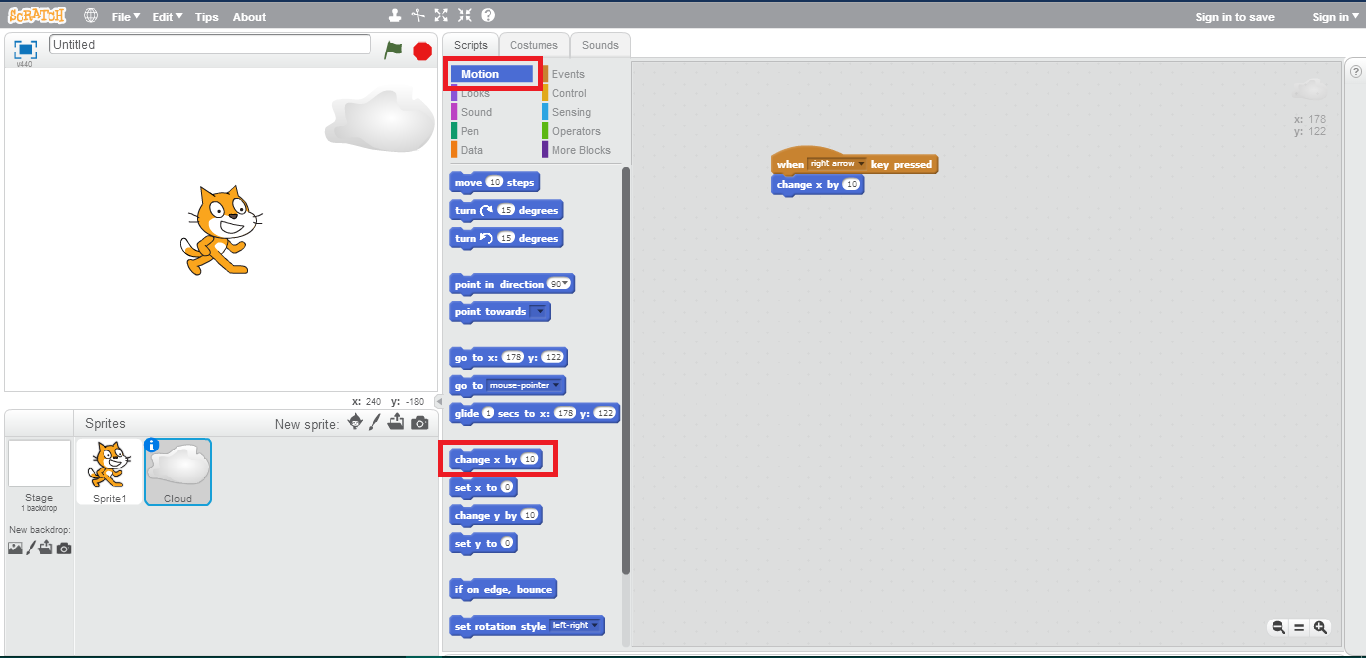 SCRATCH File Edit Tips About Sign in to save Sign in
Untitled
v440
x: 240 y: -180
Sprites New sprite:
Sprite1 Cloud
Stage
1 backdrop
New backdrop:
Scripts Costumes Sounds
Motion Events
Looks Control
Sound Sensing
Pen Operators
Data More Blocks
move 10 steps
turn 15 degrees
turn 15 degrees
point in direction 90
point towards
go to x: 178 y: 122
go to mouse-pointer
glide 1 secs to x: 178 y: 122
change x by 10
set x to 0
change y by 10
set y to 0
if on edge, bounce
set rotation style left-right
when right arrow key pressed
change x by 10
x: 178
y: 122